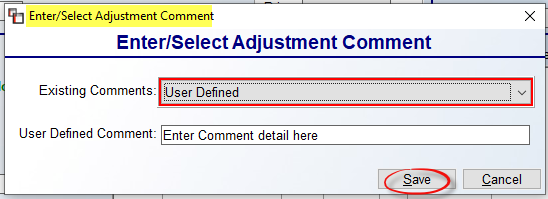 Enter/Select Adjustment Comment
Enter/Select Adjustment Comment
Existing Comments: User Defined
User Defined Comment: Enter Comment detail here
Save Cancel